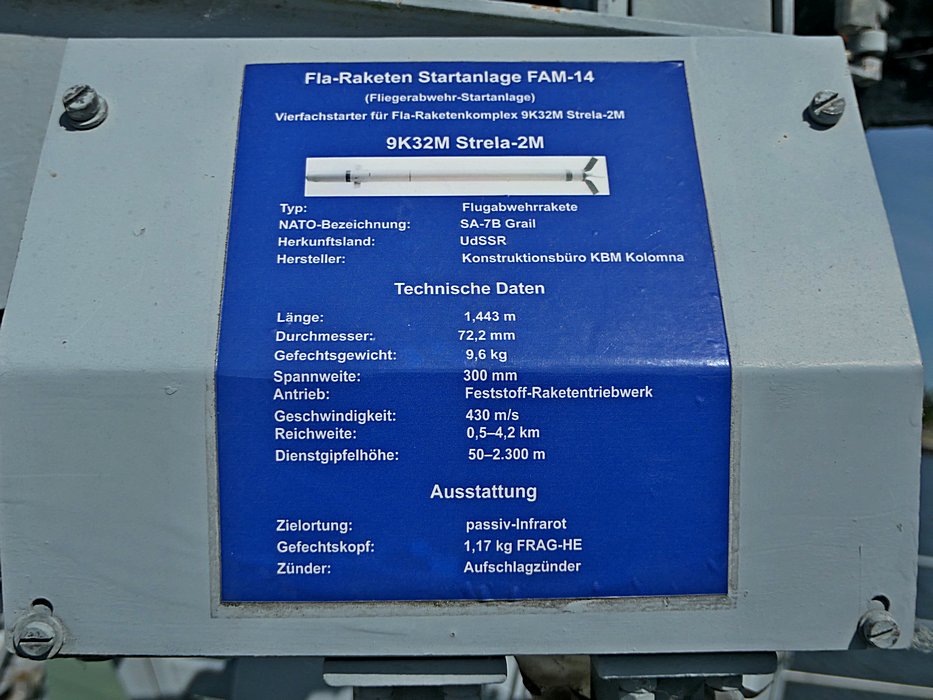 Fla-Raketen Startanlage FAM-14
(Fliegerabwehr-Startanlage)
Vierfachstarter für Fla-Raketenkomplex 9K32M Strela-2M
9K32M Strela-2M
Typ: Flugabwehrrakete
NATO-Bezeichnung: SA-7B Grail
Herkunftsland: UdSSR
Hersteller: Konstruktionsbüro KBM Kolomna
Technische Daten
Länge: 1,443 m
Durchmesser: 72,2 mm
Gefechtsgewicht: 9,6 kg
Spannweite: 300 mm
Antrieb: Feststoff-Raketentriebwerk
Geschwindigkeit: 430 m/s
Reichweite: 0,5–4,2 km
Dienstgipfelhöhe: 50–2.300 m
Ausstattung
Zielortung: passiv-Infrarot
Gefechtskopf: 1,17 kg FRAG-HE
Zünder: Aufschlagzünder